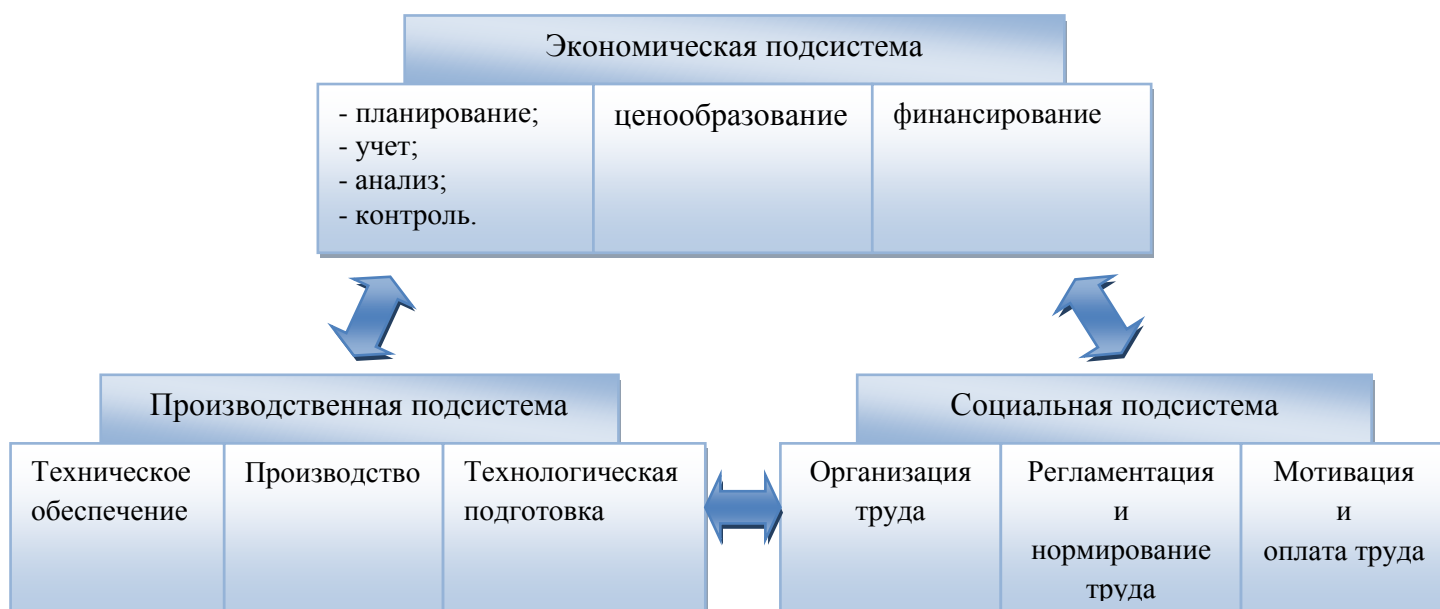 Экономическая подсистема
- планирование;
- учет;
- анализ;
- контроль.
ценообразование
финансирование
Производственная подсистема
Техническое
обеспечение
Производство
Технологическая
подготовка
Социальная подсистема
Организация
труда
Регламентация
и
нормирование
труда
Мотивация
и
оплата труда